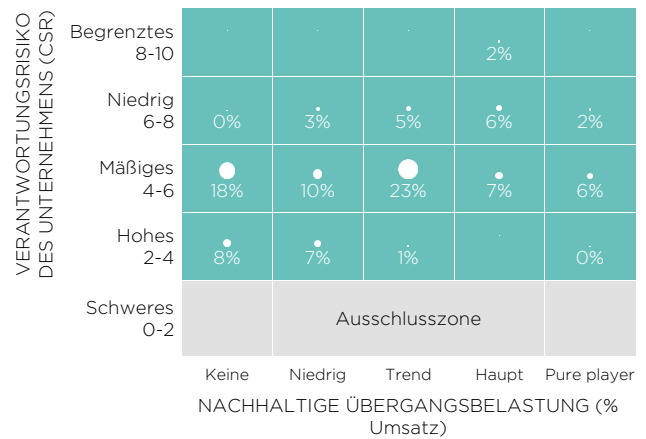 VERANTWORTUNGSRISIKO
DES UNTERNEHMENS (CSR)
Begrenztes
8-10
2%
Niedrig
6-8
0% 3% 5% 6% 2%
Mäßiges
4-6
18% 10% 23% 7% 6%
Hohes
2-4
8% 7% 1% 0%
Schweres
0-2
Ausschlusszone
Keine Niedrig Trend Haupt Pure player
NACHHALTIGE ÜBERGANGSBELASTUNG (%
Umsatz)